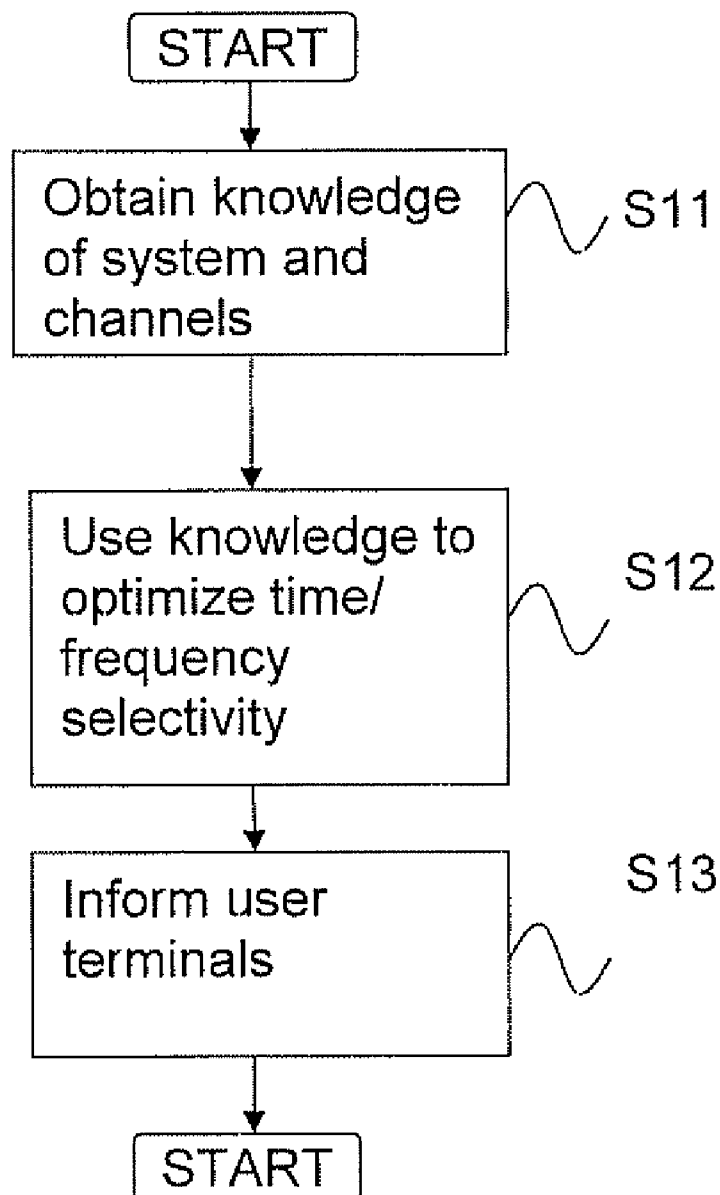 START
Obtain knowledge
of system and
channels
S11
Use knowledge to
optimize time/
frequency
selectivity
S12
Inform user
terminals
S13
START